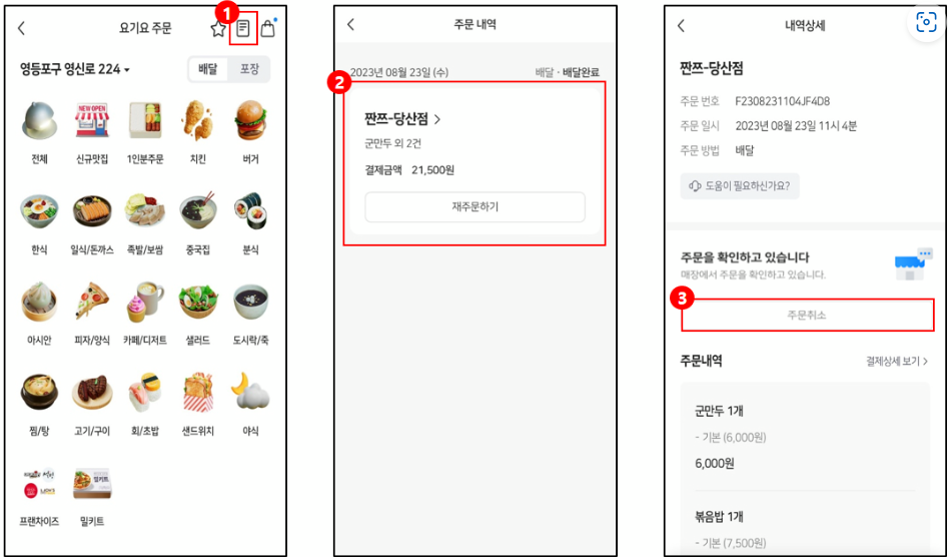 요기요 주문
1
영등포구 영신로 224
배달
포장
NEW OPEN
전체
신규맛집
1인분주문
치킨
버거
한식
일식/돈까스
족발/보쌈
중국집
분식
아시안
피자/양식
카페/디저트
샐러드
도시락/죽
찜/탕
고기/구이
회/초밥
샌드위치
야식
밀키트
프랜차이즈
밀키트
주문 내역
2023년 08월 23일 (수)
배달 · 배달완료
2
짠쯔-당산점 >
군만두 외 2건
결제금액 21,500원
재주문하기
내역상세
짠쯔-당산점
주문 번호 F2308231104JF4D8
주문 일시 2023년 08월 23일 11시 4분
주문 방법 배달
도움이 필요하신가요?
주문을 확인하고 있습니다
매장에서 주문을 확인하고 있습니다.
3
주문취소
주문내역
결제상세 보기 >
군만두 1개
- 기본 (6,000원)
6,000원
볶음밥 1개
- 기본 (7,500원)